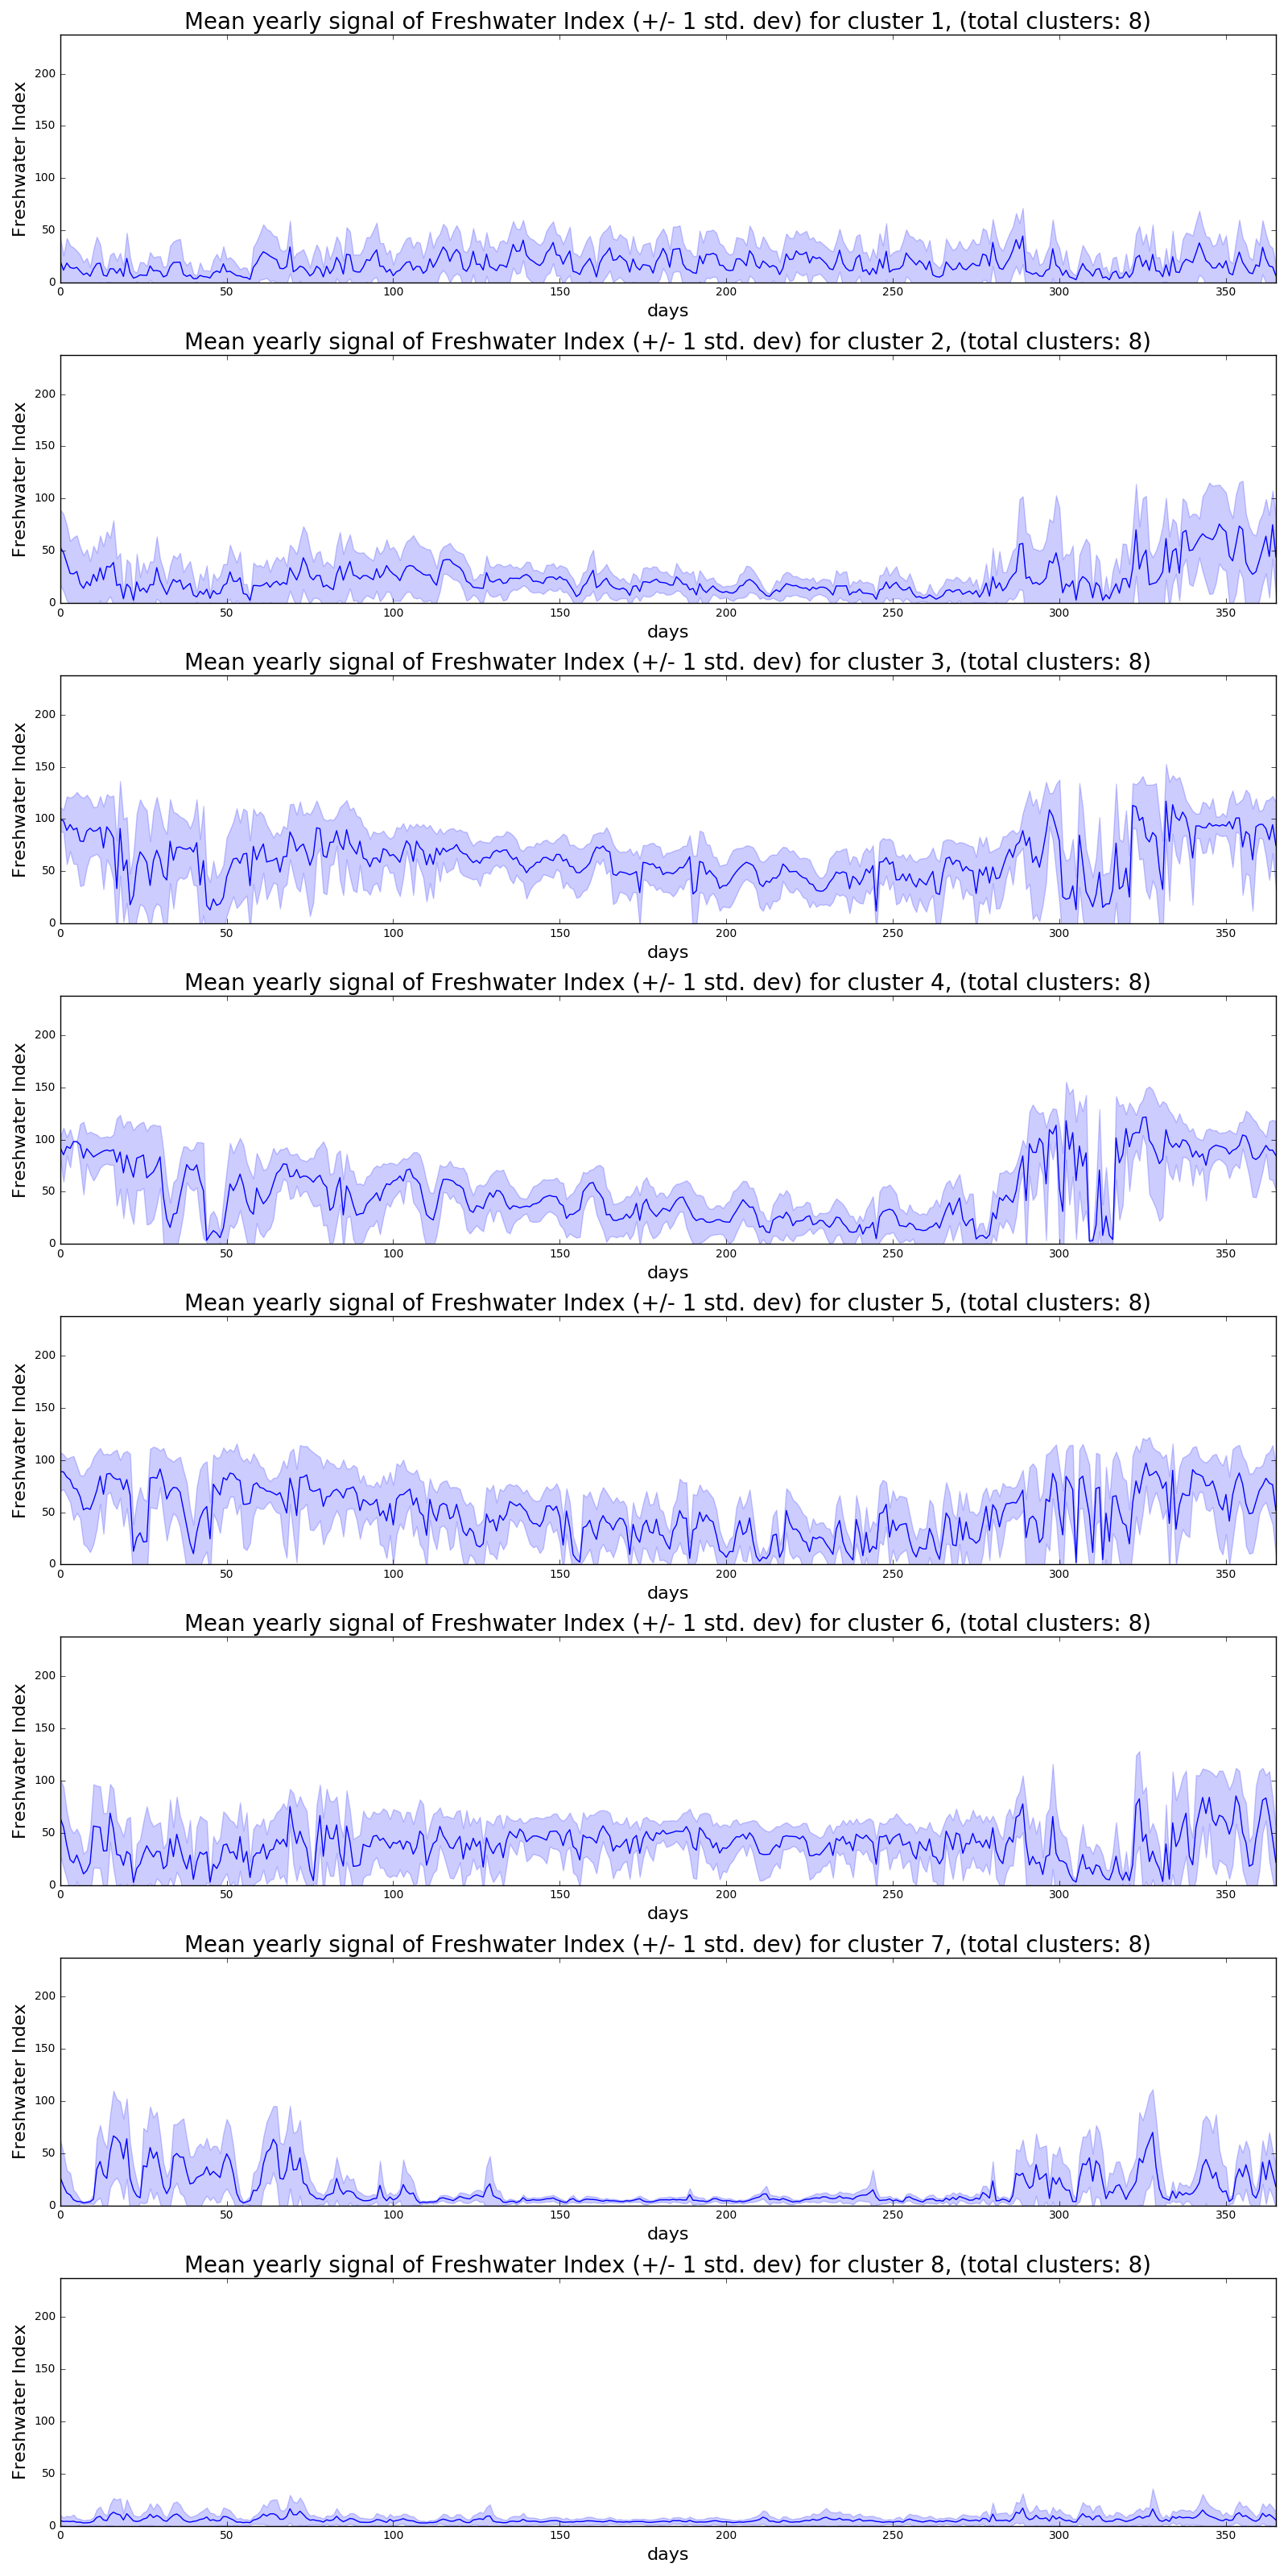 Mean yearly signal of Freshwater Index (+/- 1 std. dev) for cluster 1, (total clusters: 8)
Freshwater Index
200
150
100
50
0
0 50 100 150 200 250 300 350
days
Mean yearly signal of Freshwater Index (+/- 1 std. dev) for cluster 2, (total clusters: 8)
Freshwater Index
200
150
100
50
0
0 50 100 150 200 250 300 350
days
Mean yearly signal of Freshwater Index (+/- 1 std. dev) for cluster 3, (total clusters: 8)
Freshwater Index
200
150
100
50
0
0 50 100 150 200 250 300 350
days
Mean yearly signal of Freshwater Index (+/- 1 std. dev) for cluster 4, (total clusters: 8)
Freshwater Index
200
150
100
50
0
0 50 100 150 200 250 300 350
days
Mean yearly signal of Freshwater Index (+/- 1 std. dev) for cluster 5, (total clusters: 8)
Freshwater Index
200
150
100
50
0
0 50 100 150 200 250 300 350
days
Mean yearly signal of Freshwater Index (+/- 1 std. dev) for cluster 6, (total clusters: 8)
Freshwater Index
200
150
100
50
0
0 50 100 150 200 250 300 350
days
Mean yearly signal of Freshwater Index (+/- 1 std. dev) for cluster 7, (total clusters: 8)
Freshwater Index
200
150
100
50
0
0 50 100 150 200 250 300 350
days
Mean yearly signal of Freshwater Index (+/- 1 std. dev) for cluster 8, (total clusters: 8)
Freshwater Index
200
150
100
50
0
0 50 100 150 200 250 300 350
days